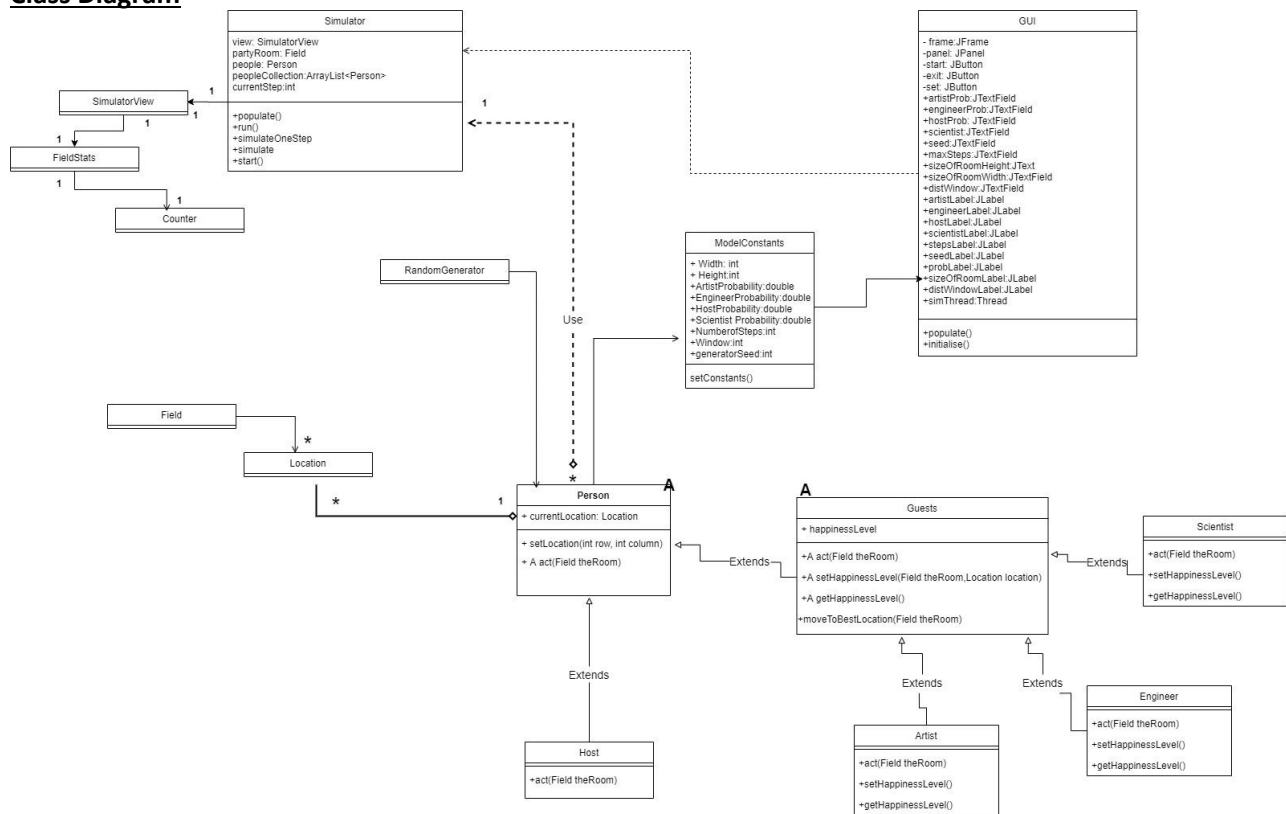 Class Diagram
Simulator
view: SimulatorView
partyRoom: Field
people: Person
peopleCollection:ArrayList<Person>
currentStep:int
+populate()
+run()
+simulateOneStep
+simulate
+start()
1
1
1
SimulatorView
1
1
FieldStats
1
1
Counter
GUI
- frame:JFrame
-panel: JPanel
-start: JButton
-exit: JButton
-set: JButton
+artistProb:JTextField
+engineerProb:JTextField
+hostProb: JTextField
+scientist:JTextField
+seed:JTextField
+maxSteps:JTextField
+sizeOfRoomHeight:JText
+sizeOfRoomWidth:JTextField
+distWindow:JTextField
+artistLabel:JLabel
+engineerLabel:JLabel
+hostLabel:JLabel
+scientistLabel:JLabel
+stepsLabel:JLabel
+seedLabel:JLabel
+probLabel:JLabel
+sizeOfRoomLabel:JLabel
+distWindowLabel:JLabel
+simThread:Thread
+populate()
+initialise()
ModelConstants
+ Width: int
+ Height:int
+ArtistProbability:double
+EngineerProbability:double
+HostProbability:double
+Scientist Probability:double
+NumberofSteps:int
+Window:int
+generatorSeed:int
setConstants()
RandomGenerator
Use
Field
*
Location
*
1
*
A
Person
+ currentLocation: Location
+ setLocation(int row, int column)
+ A act(Field theRoom)
Extends
A
Guests
+ happinessLevel
+A act(Field theRoom)
+A setHappinessLevel(Field theRoom,Location location)
+A getHappinessLevel()
+moveToBestLocation(Field theRoom)
Extends
Scientist
+act(Field theRoom)
+setHappinessLevel()
+getHappinessLevel()
Extends
Extends
Extends
Host
+act(Field theRoom)
Artist
+act(Field theRoom)
+setHappinessLevel()
+getHappinessLevel()
Engineer
+act(Field theRoom)
+setHappinessLevel()
+getHappinessLevel()